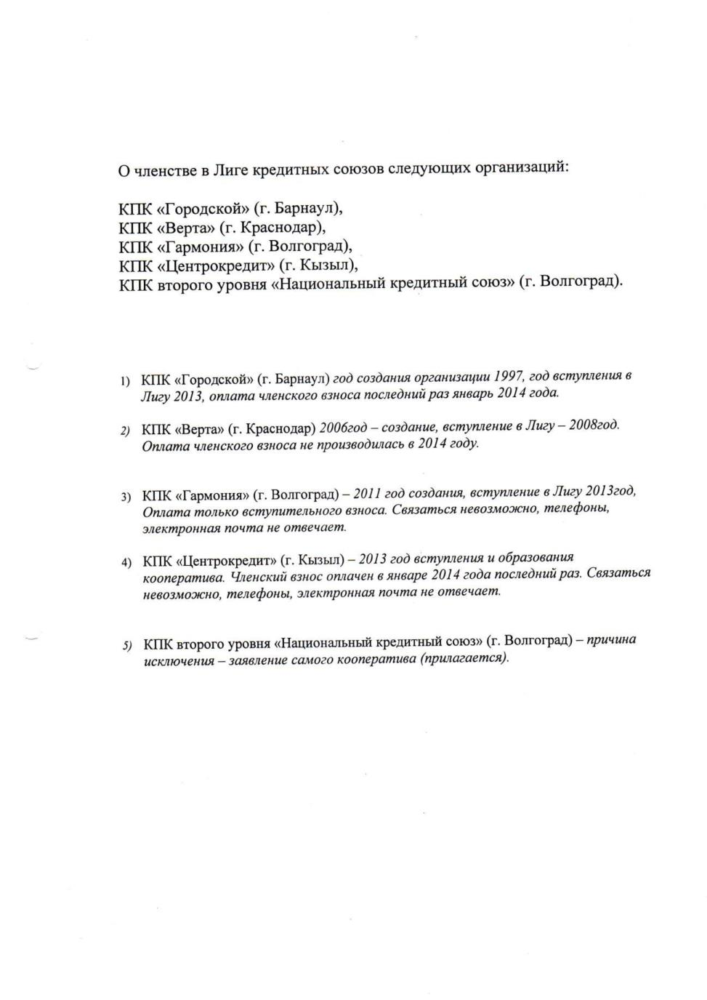 О членстве в Лиге кредитных союзов следующих организаций:
КПК «Городской» (г. Барнаул),
КПК «Верта» (г. Краснодар),
КПК «Гармония» (г. Волгоград),
КПК «Центрокредит» (г. Кызыл),
КПК второго уровня «Национальный кредитный союз» (г. Волгоград).
1) КПК «Городской» (г. Барнаул) год создания организации 1997, год вступления в
Лигу 2013, оплата членского взноса последний раз январь 2014 года.
2) КПК «Верта» (г. Краснодар) 2006год – создание, вступление в Лигу – 2008год.
Оплата членского взноса не производилась в 2014 году.
3) КПК «Гармония» (г. Волгоград) – 2011 год создания, вступление в Лигу 2013год,
Оплата только вступительного взноса. Связаться невозможно, телефоны,
электронная почта не отвечает.
4) КПК «Центрокредит» (г. Кызыл) – 2013 год вступления и образования
кооператива. Членский взнос оплачен в январе 2014 года последний раз. Связаться
невозможно, телефоны, электронная почта не отвечает.
5) КПК второго уровня «Национальный кредитный союз» (г. Волгоград) – причина
исключения – заявление самого кооператива (прилагается).